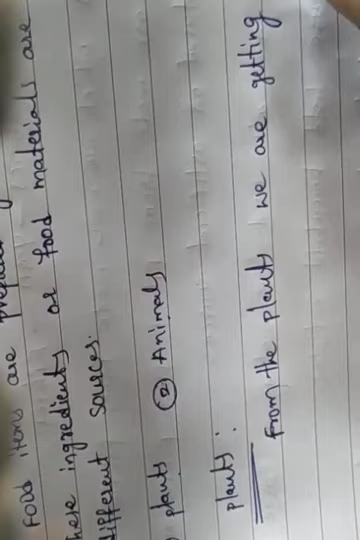 Food items are
hese ingredients or food materials are
different sources.
) plants ② Animals
plants:
From the plants we are getting